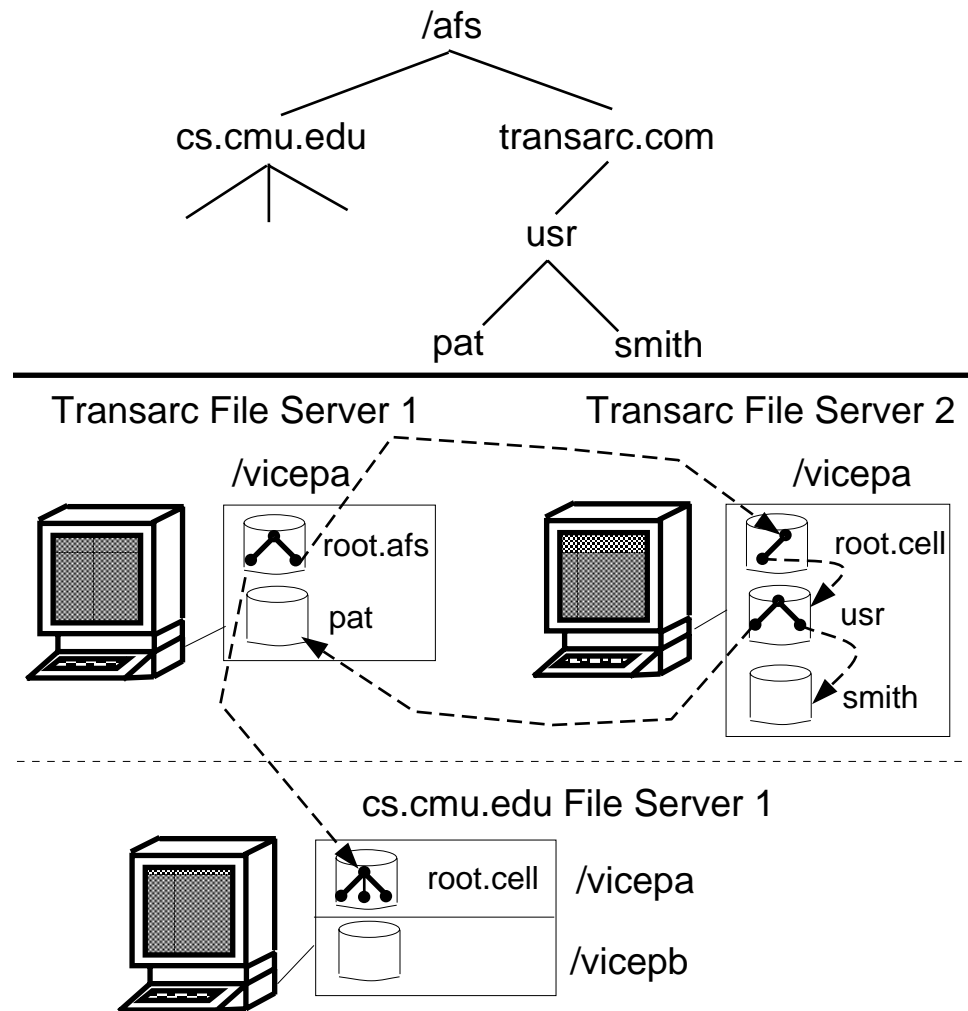 /afs
cs.cmu.edu
transarc.com
usr
pat
smith
Transarc File Server 1
Transarc File Server 2
/vicepa
/vicepa
root.afs
pat
root.cell
usr
smith
cs.cmu.edu File Server 1
root.cell
/vicepa
/vicepb